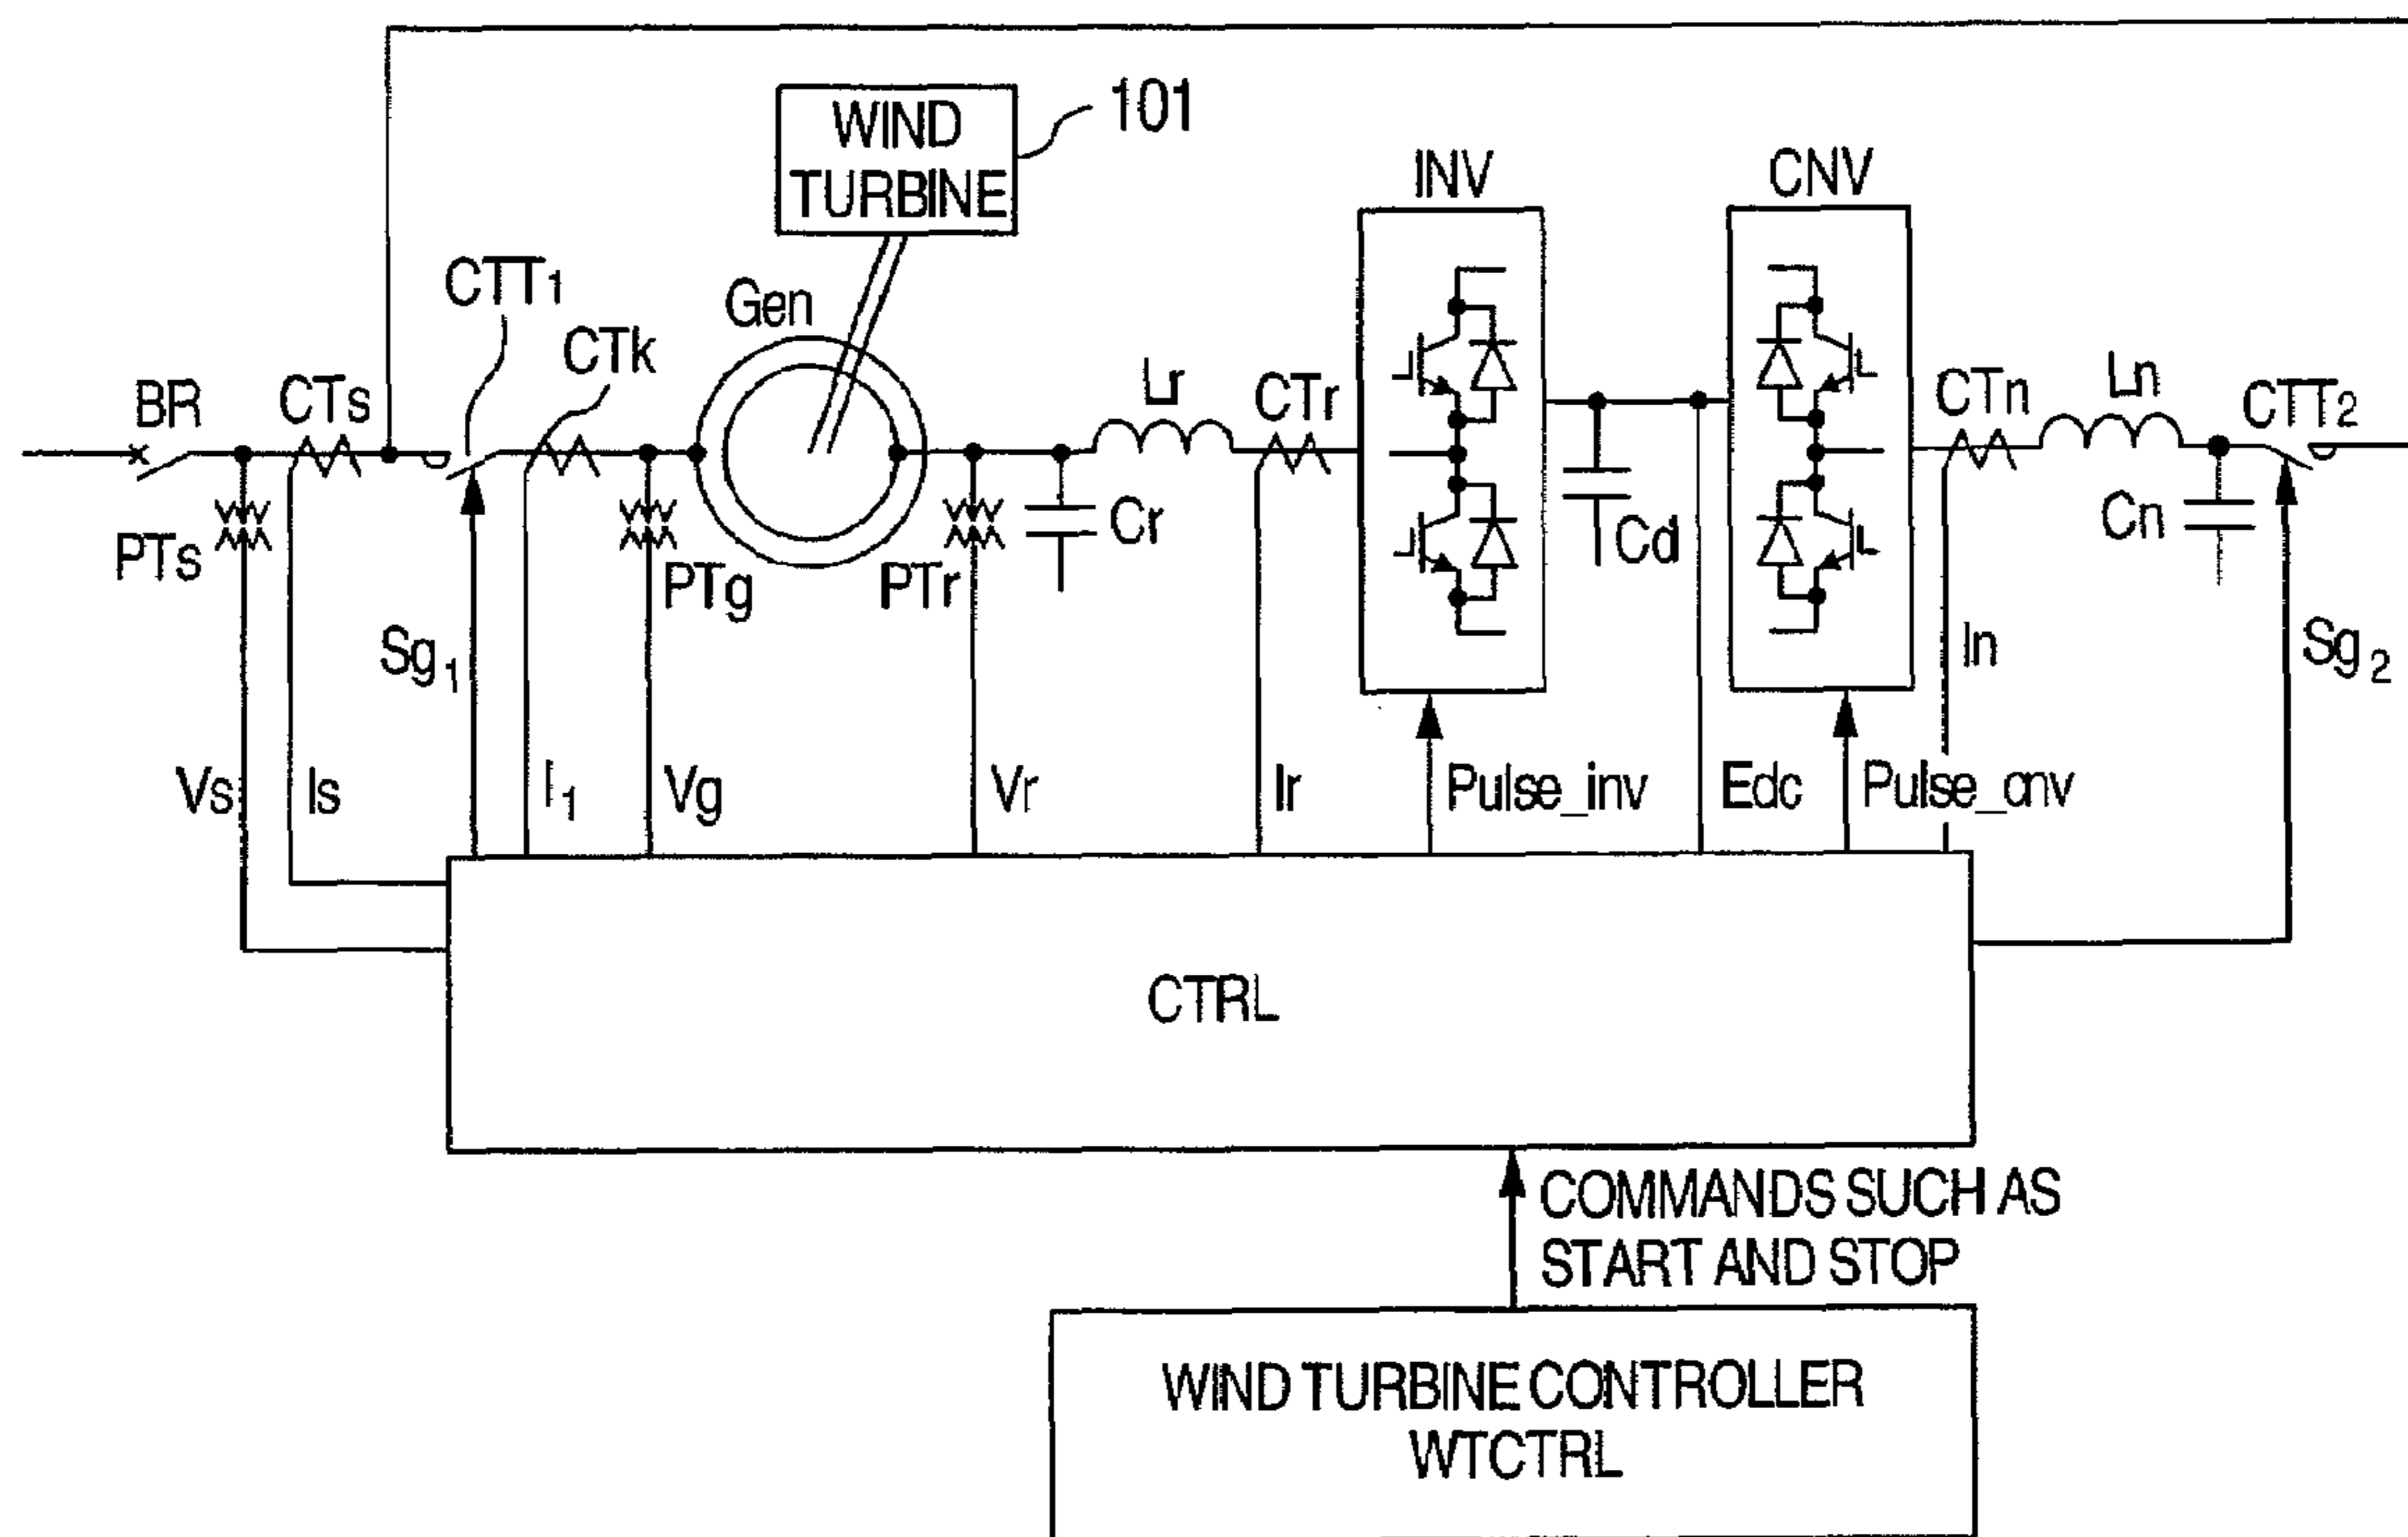 WIND
TURBINE
101
INV
CNV
CTT1
Gen
CTk
BR
CTs
Lr
CTr
CTn
Ln
CTT2
PTs
PTg
PTr
Cr
Cd
Cn
Sg1
In
Sg2
Vs
Is
I1
Vg
Vr
Ir
Pulse_inv
Edc
Pulse_cnv
CTRL
COMMANDS SUCH AS
START AND STOP
WIND TURBINE CONTROLLER
WTCTRL